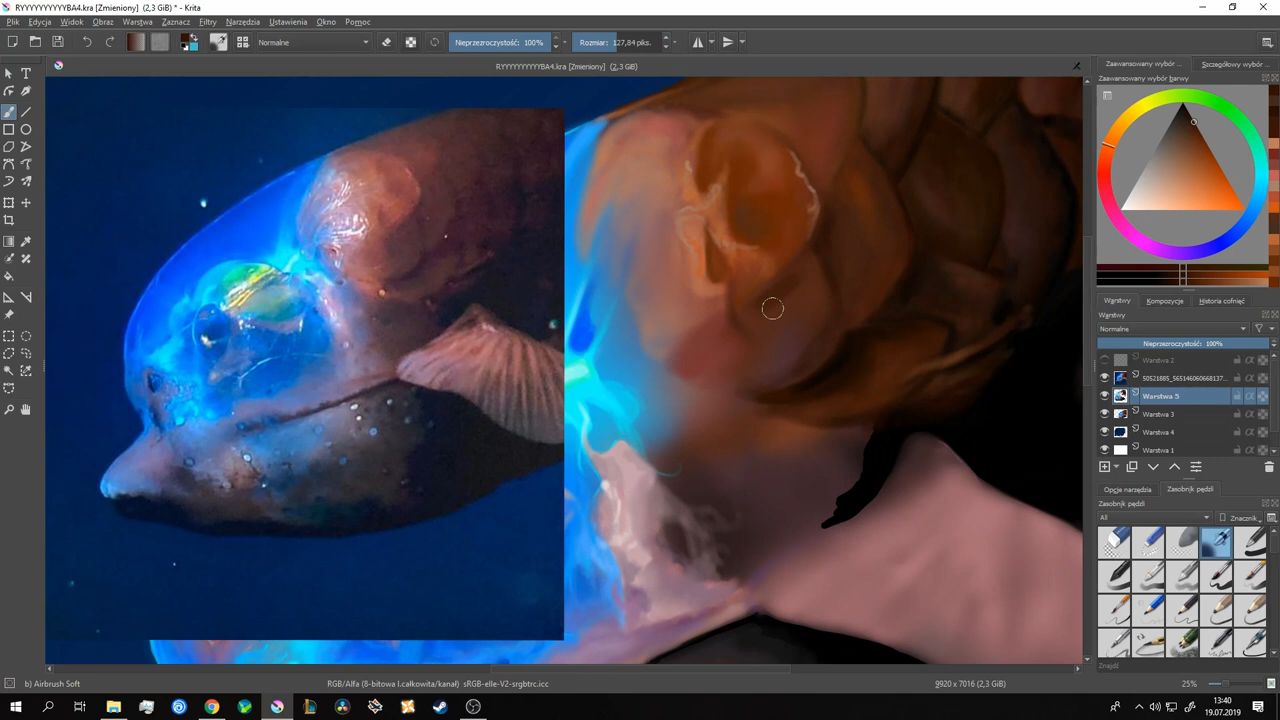 RYYYYYYYYYBA4.kra [Zmieniony] (2,3 GiB) * - Krita
Plik Edycja Widok Obraz Warstwa Zaznacz Filtry Narzędzia Ustawienia Okno Pomoc
Normalne Nieprzezroczystość: 100% Rozmiar: 127,84 piks.
RYYYYYYYYYBA4.kra [Zmieniony] (2,3 GiB)
Zaawansowany wybór ... Szczegółowy wybór ...
Zaawansowany wybór barwy
Warstwy Kompozycje Historia cofnięć
Warstwy
Normalne
Nieprzezroczystość: 100%
Warstwa 2
50521885_565146060668137...
Warstwa 5
Warstwa 3
Warstwa 4
Warstwa 1
Opcje narzędzia Zasobnik pędzli
Zasobnik pędzli
All Znacznik
Znajdź
b) Airbrush Soft RGB/Alfa (8-bitowa l.całkowita/kanał) sRGB-elle-V2-srgbtrc.icc 9920 x 7016 (2,3 GiB) 25%
13:40
19.07.2019